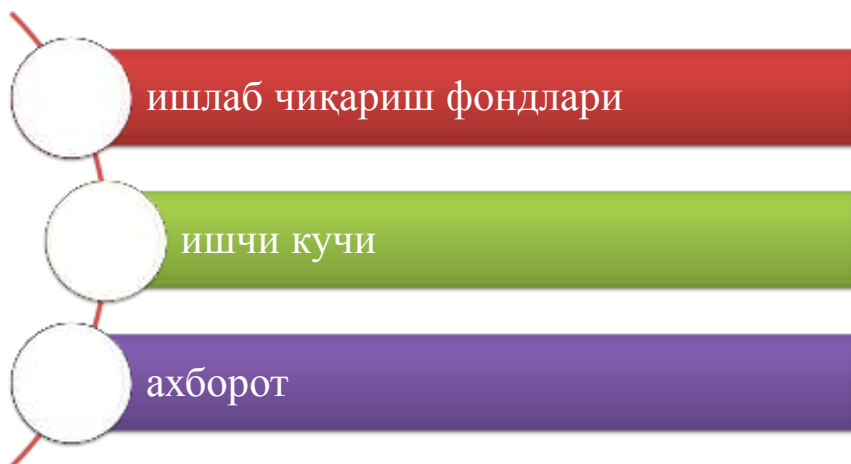 ишлаб чиқариш фондлари
ишчи кучи
ахборот